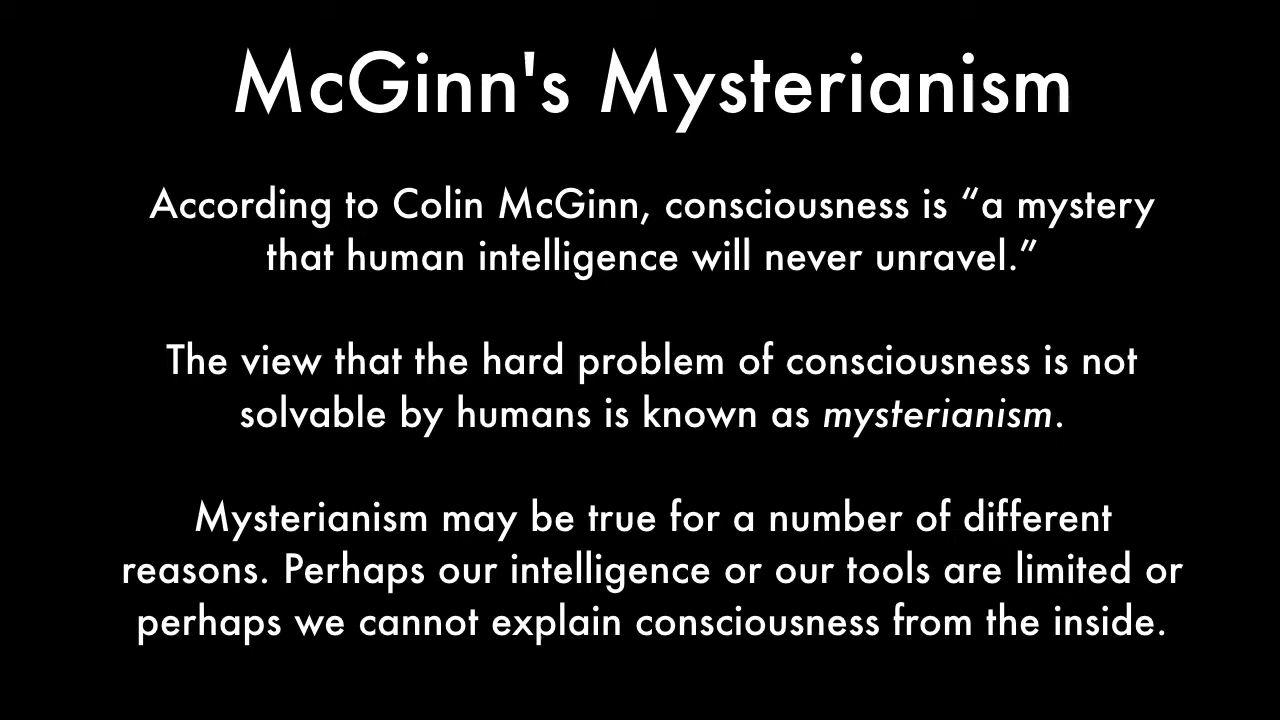 McGinn's Mysterianism
According to Colin McGinn, consciousness is “a mystery
that human intelligence will never unravel.”
The view that the hard problem of consciousness is not
solvable by humans is known as mysterianism.
Mysterianism may be true for a number of different
reasons. Perhaps our intelligence or our tools are limited or
perhaps we cannot explain consciousness from the inside.